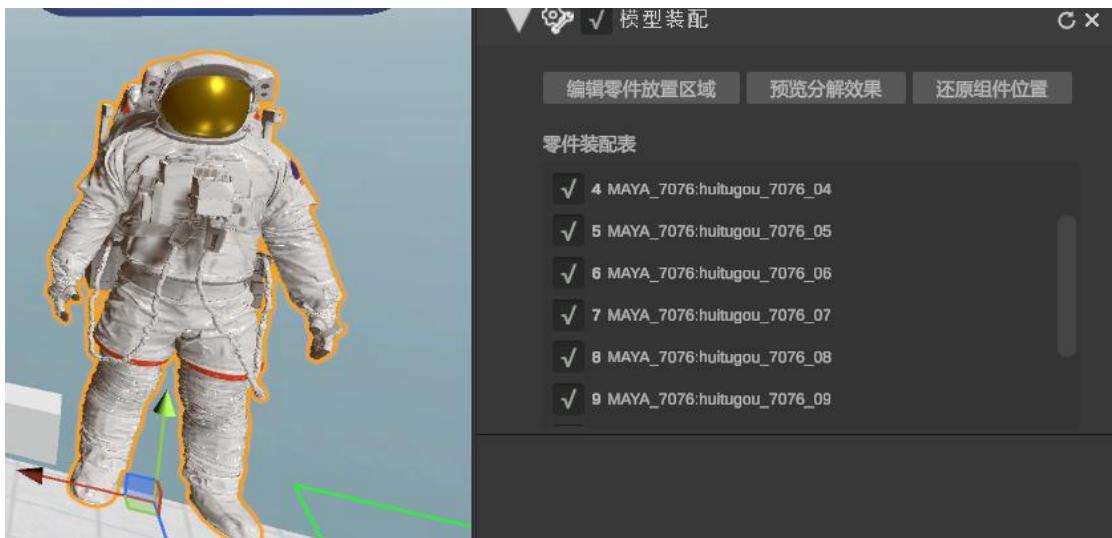 模型装配
编辑零件放置区域 预览分解效果 还原组件位置
零件装配表
4 MAYA_7076:huitugou_7076_04
5 MAYA_7076:huitugou_7076_05
6 MAYA_7076:huitugou_7076_06
7 MAYA_7076:huitugou_7076_07
8 MAYA_7076:huitugou_7076_08
9 MAYA_7076:huitugou_7076_09